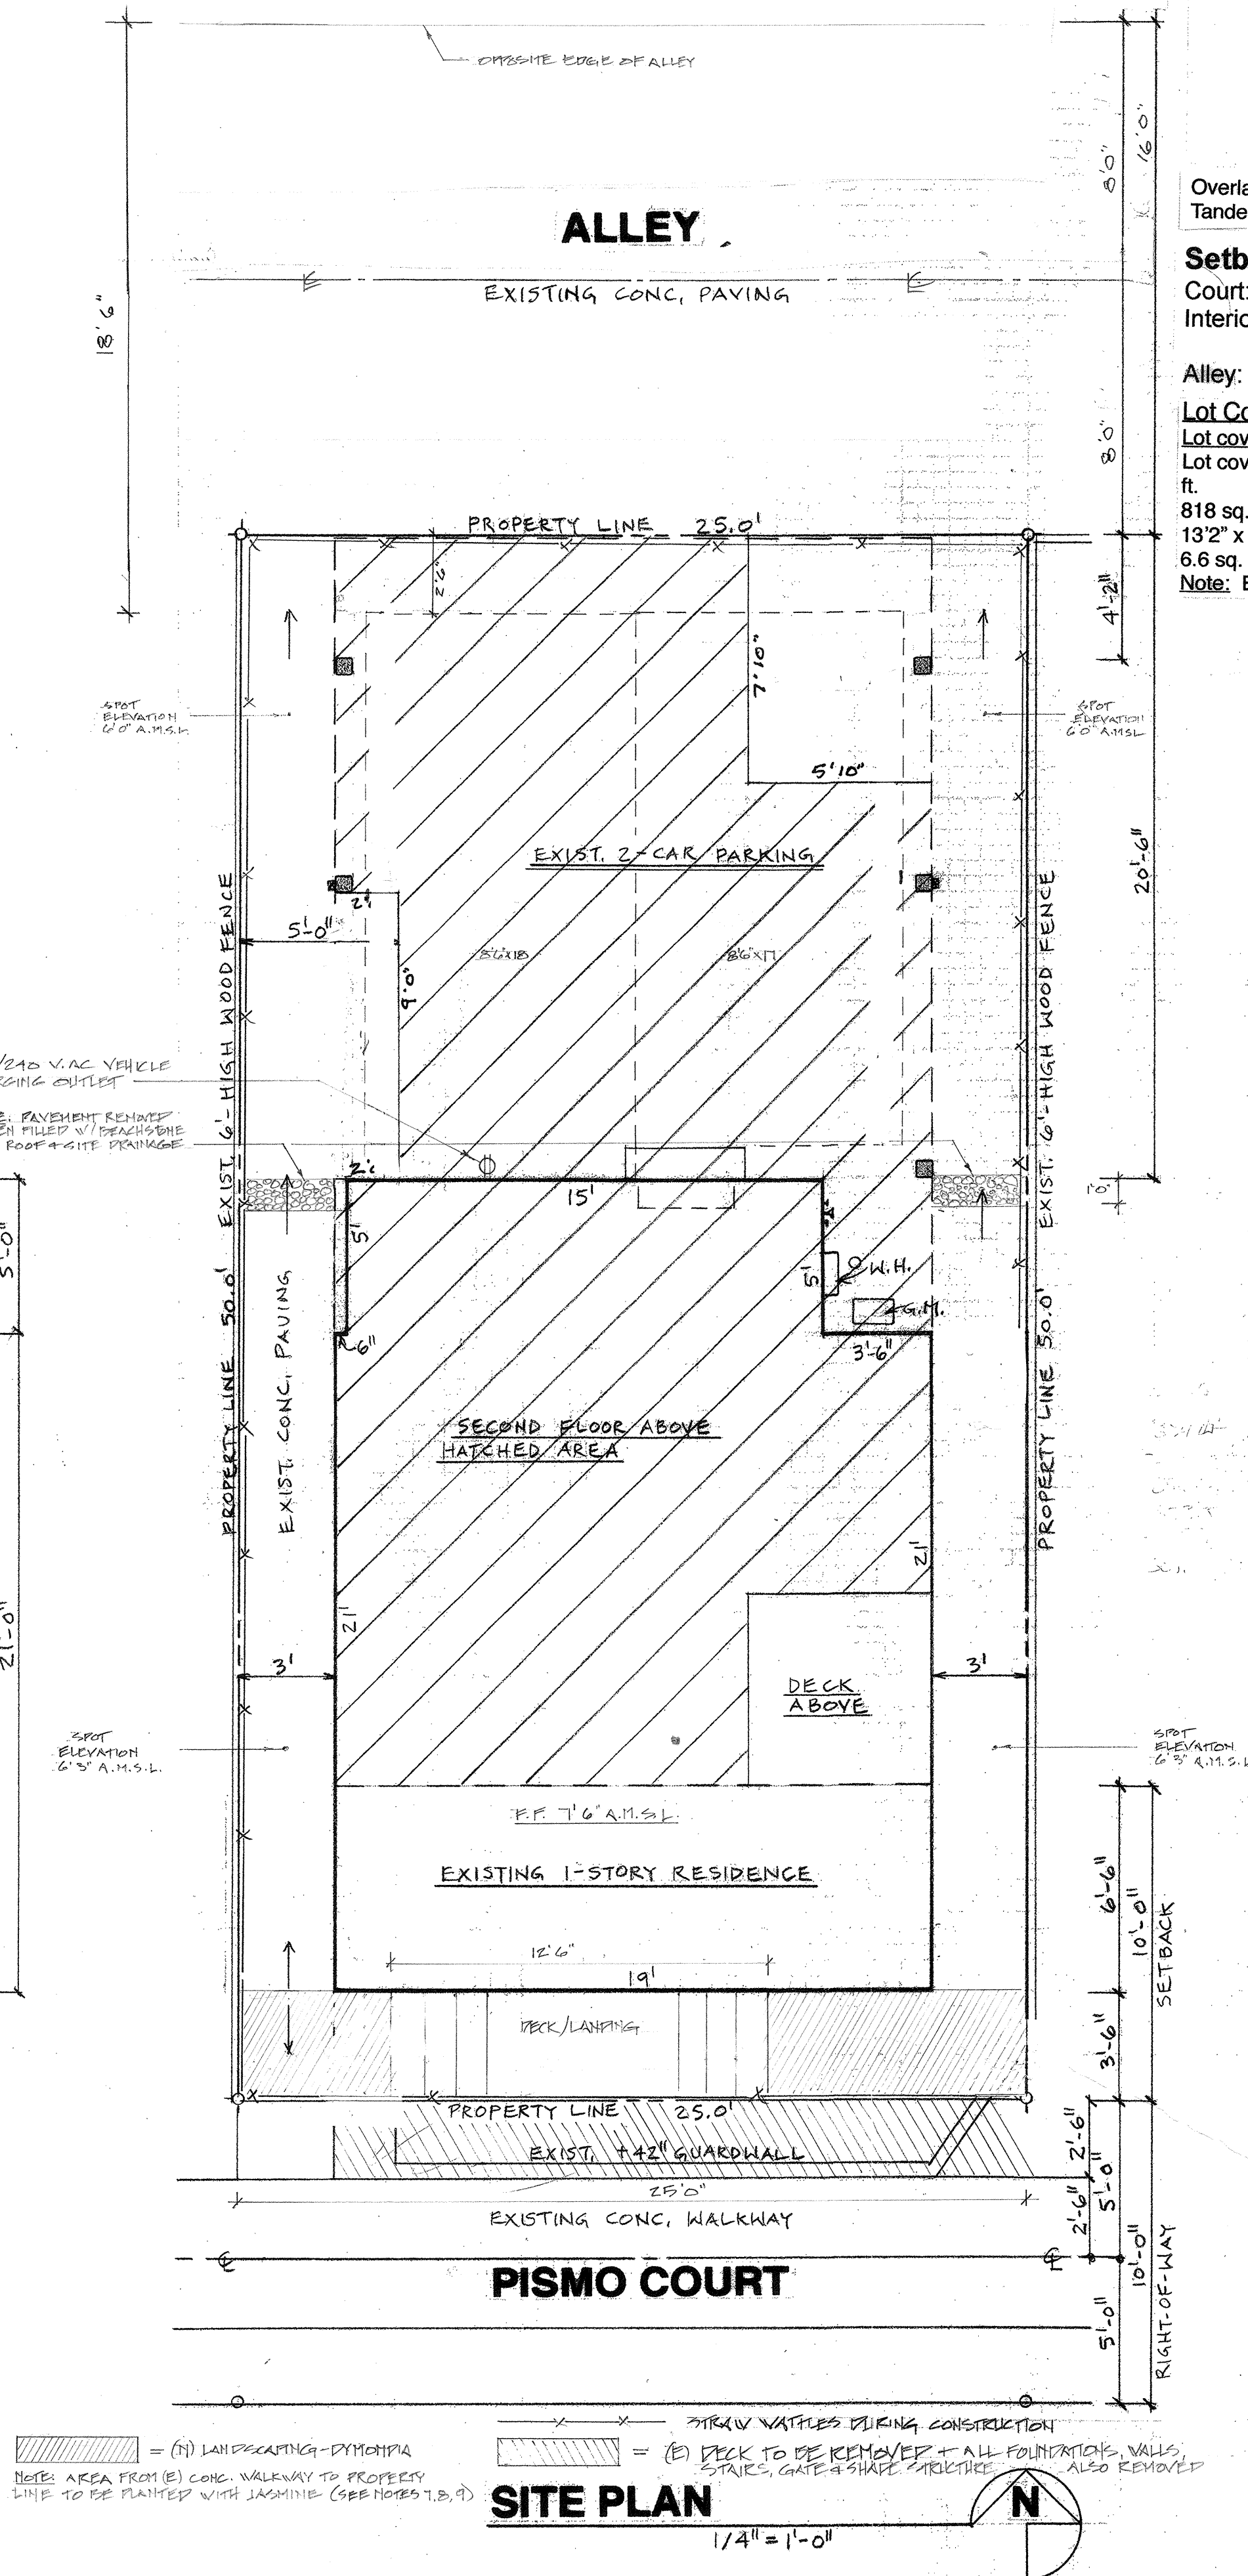 OPPOSITE EDGE OF ALLEY
16'0"
8'0"
18'6"
ALLEY
EXISTING CONC, PAVING
8'0"
Overla
Tande
Setb
Court:
Interio
Alley:
Lot Co
Lot cov
Lot cov
ft.
818 sq.
13'2" x
6.6 sq.
Note: E
PROPERTY LINE 25.0'
2'6"
4'-2"
7'10"
5'10"
SPOT
ELEVATION
6'0" A.M.S.L.
SPOT
ELEVATION
6'0" AMSL
20'-6"
EXIST. 2-CAR PARKING
2'
5'-0"
8'6"x18
8'6"x17
9'0"
EXIST. 6'-HIGH WOOD FENCE
EXIST. 6'-HIGH WOOD FENCE
/240 V.AC VEHICLE
RGING OUTLET
E: PAVEMENT REMOVED
EN FILLED W/BEACHSTONE
ROOF & SITE DRAINAGE
15'
1'0"
5'
5'
W.H.
G.M.
6"
3'-6"
5'-0"
PROPERTY LINE 50.0'
EXIST. CONC, PAVING
PROPERTY LINE 50.0'
SECOND FLOOR ABOVE
HATCHED AREA
21'
21'
21'-0"
3'
3'
DECK
ABOVE
SPOT
ELEVATION
6'3" A.M.S.L.
SPOT
ELEVATION
6'3" A.M.S.L
F.F. 7'6" A.M.S.L.
EXISTING 1-STORY RESIDENCE
6'-6"
10'-0"
SETBACK
12'6"
19'
DECK/LANDING
3'-6"
PROPERTY LINE 25.0'
EXIST. +42" GUARDWALL
2'-6"
5'-0"
2'-6"
25'0"
EXISTING CONC, WALKWAY
PISMO COURT
10'-0"
RIGHT-OF-WAY
5'-0"
STRAW WATTLES DURING CONSTRUCTION
= (N) LANDSCAPING-DYMONDIA
NOTE: AREA FROM (E) CONC. WALKWAY TO PROPERTY
LINE TO BE PLANTED WITH JASMINE (SEE NOTES 7,8,9)
= (E) DECK TO BE REMOVED + ALL FOUNDATIONS, WALLS,
STAIRS, GATE & SHADE STRUCTURE ALSO REMOVED
SITE PLAN
1/4" = 1'-0"
N